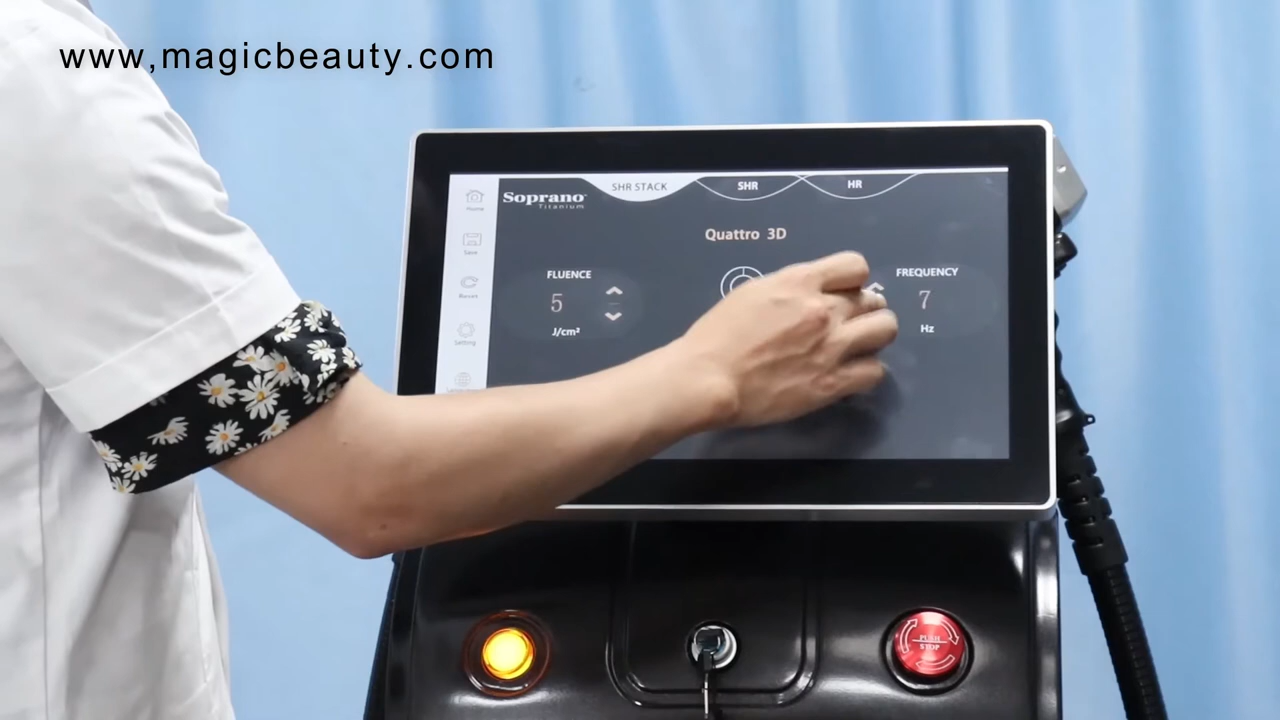 www,magicbeauty.com
SHR STACK
SHR
HR
Soprano
Titanium
Home
Save
Reset
Setting
Quattro 3D
FLUENCE
5
J/cm²
FREQUENCY
7
Hz
PUSH
STOP